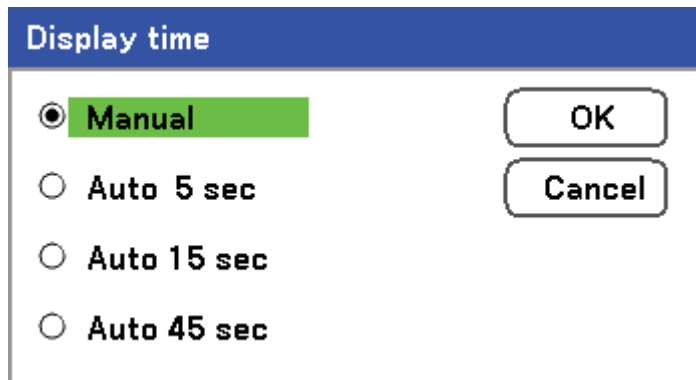 Display time
Manual
OK
Auto 5 sec
Cancel
Auto 15 sec
Auto 45 sec